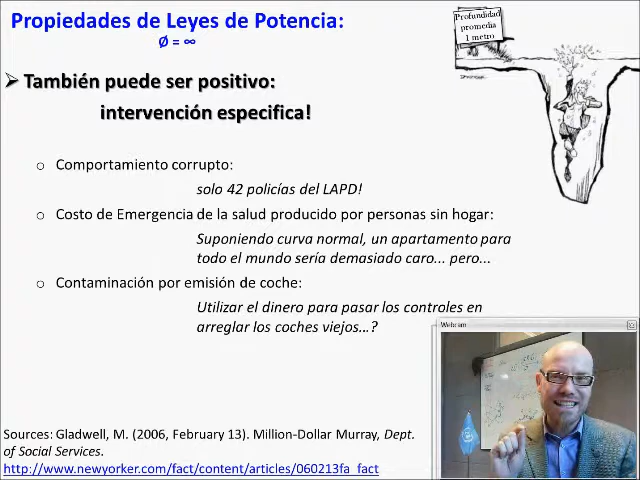 Propiedades de Leyes de Potencia:
Ø = ∞
Profundidad
promedia
1 metro
➢ También puede ser positivo:
intervención especifica!
o Comportamiento corrupto:
solo 42 policías del LAPD!
o Costo de Emergencia de la salud producido por personas sin hogar:
Suponiendo curva normal, un apartamento para
todo el mundo sería demasiado caro... pero...
o Contaminación por emisión de coche:
Utilizar el dinero para pasar los controles en
arreglar los coches viejos...?
Webcam
Sources: Gladwell, M. (2006, February 13). Million-Dollar Murray, Dept.
of Social Services.
http://www.newyorker.com/fact/content/articles/060213fa_fact